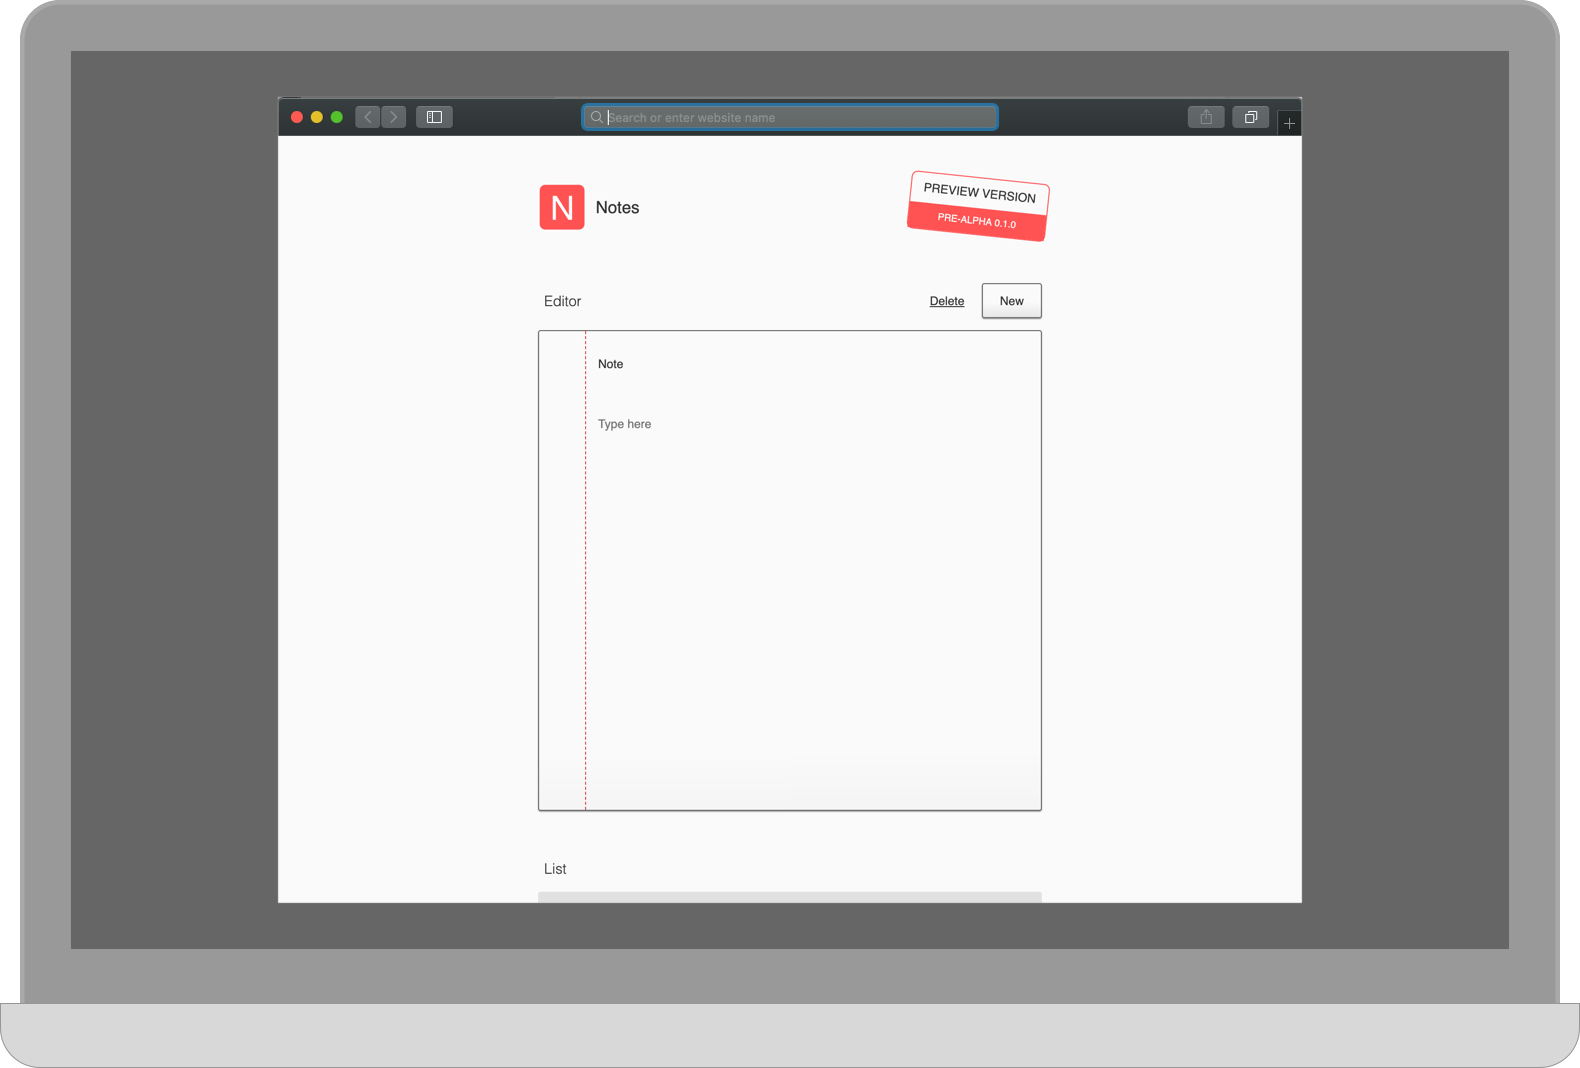 Search or enter website name
N
Notes
PREVIEW VERSION
PRE-ALPHA 0.1.0
Editor
Delete
New
Note
Type here
List